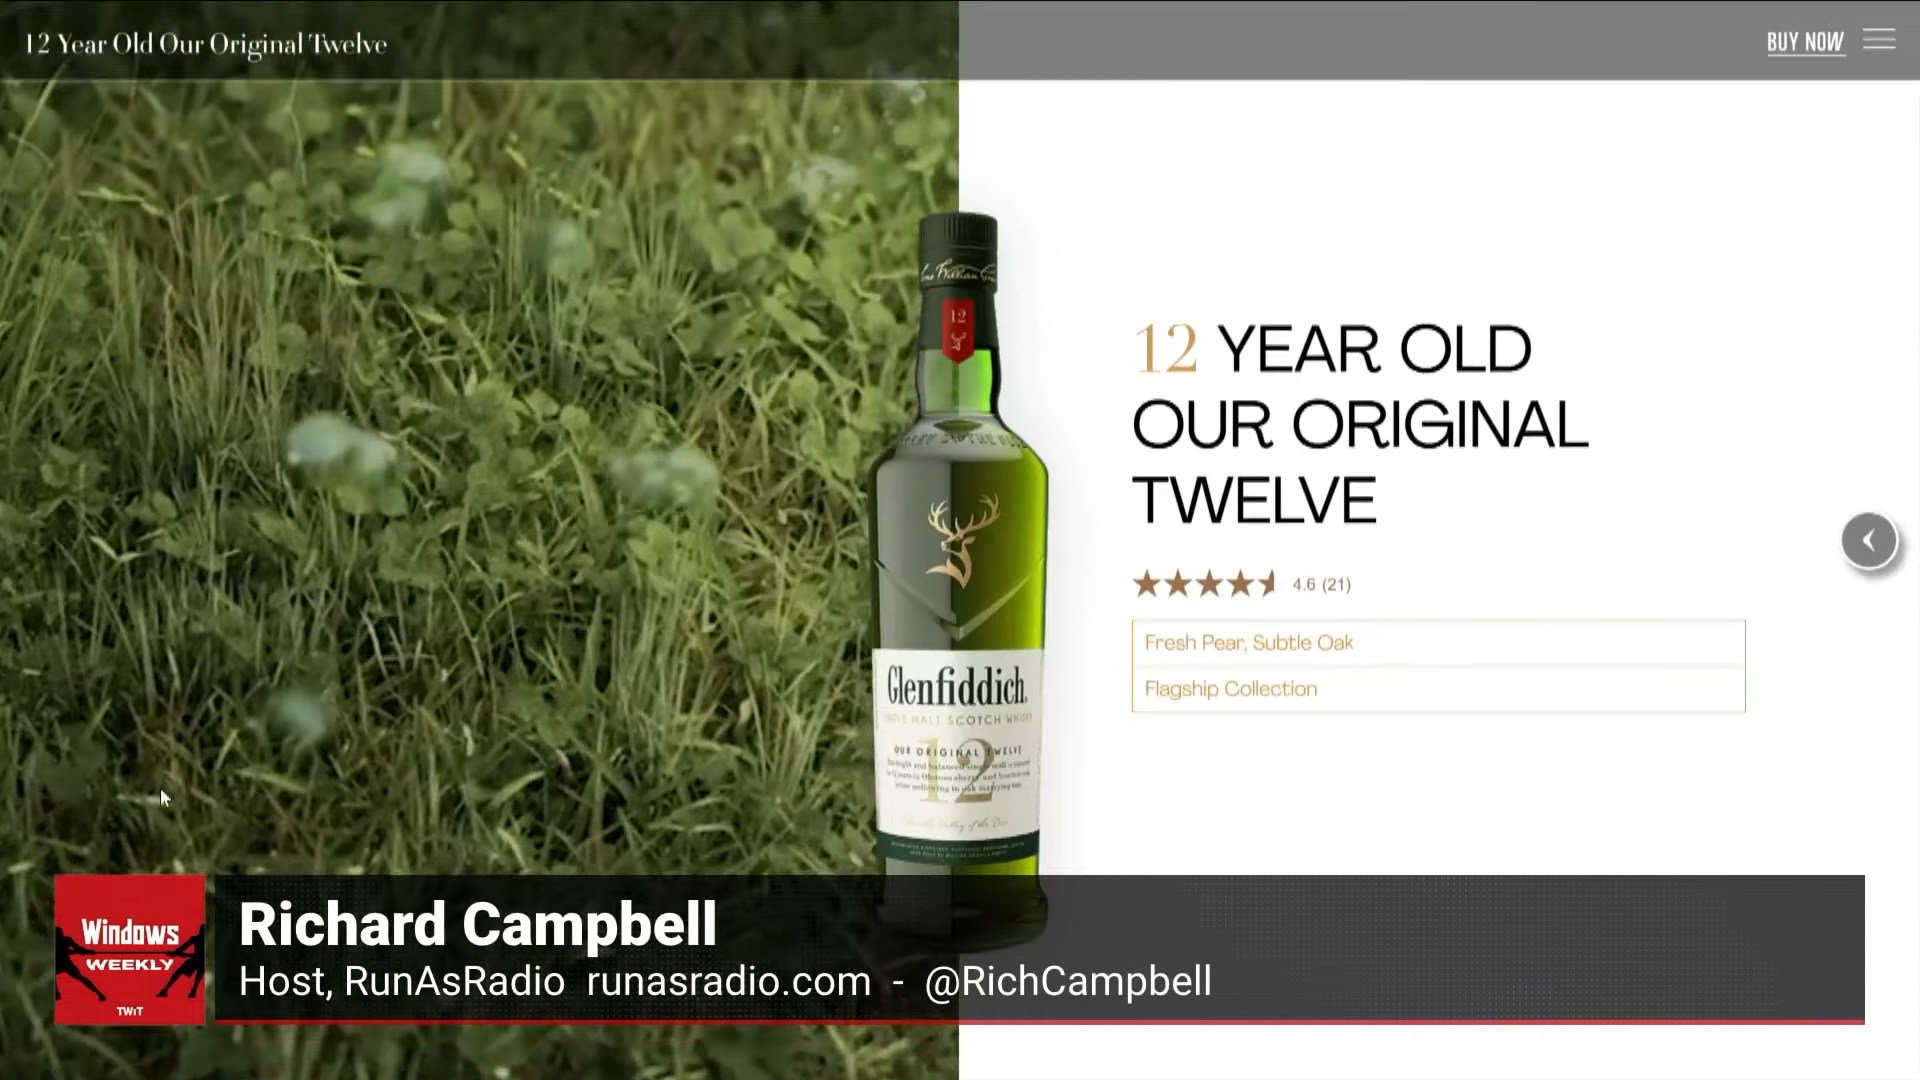 12 Year Old Our Original Twelve
BUY NOW
12
12 YEAR OLD
OUR ORIGINAL
TWELVE
4.6 (21)
Fresh Pear, Subtle Oak
Flagship Collection
Glenfiddich
SINGLE MALT SCOTCH WHISKY
OUR ORIGINAL TWELVE
12
Windows
WEEKLY
TWiT
Richard Campbell
Host, RunAsRadio runasradio.com - @RichCampbell